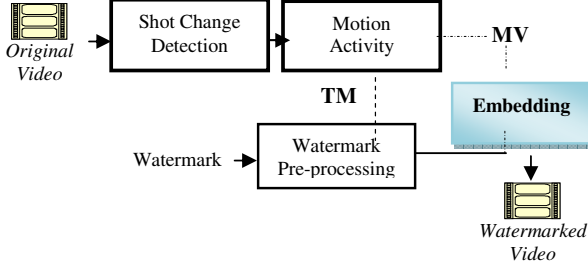 Original
Video
Shot Change
Detection
Motion
Activity
MV
TM
Embedding
Watermark
Watermark
Pre-processing
Watermarked
Video